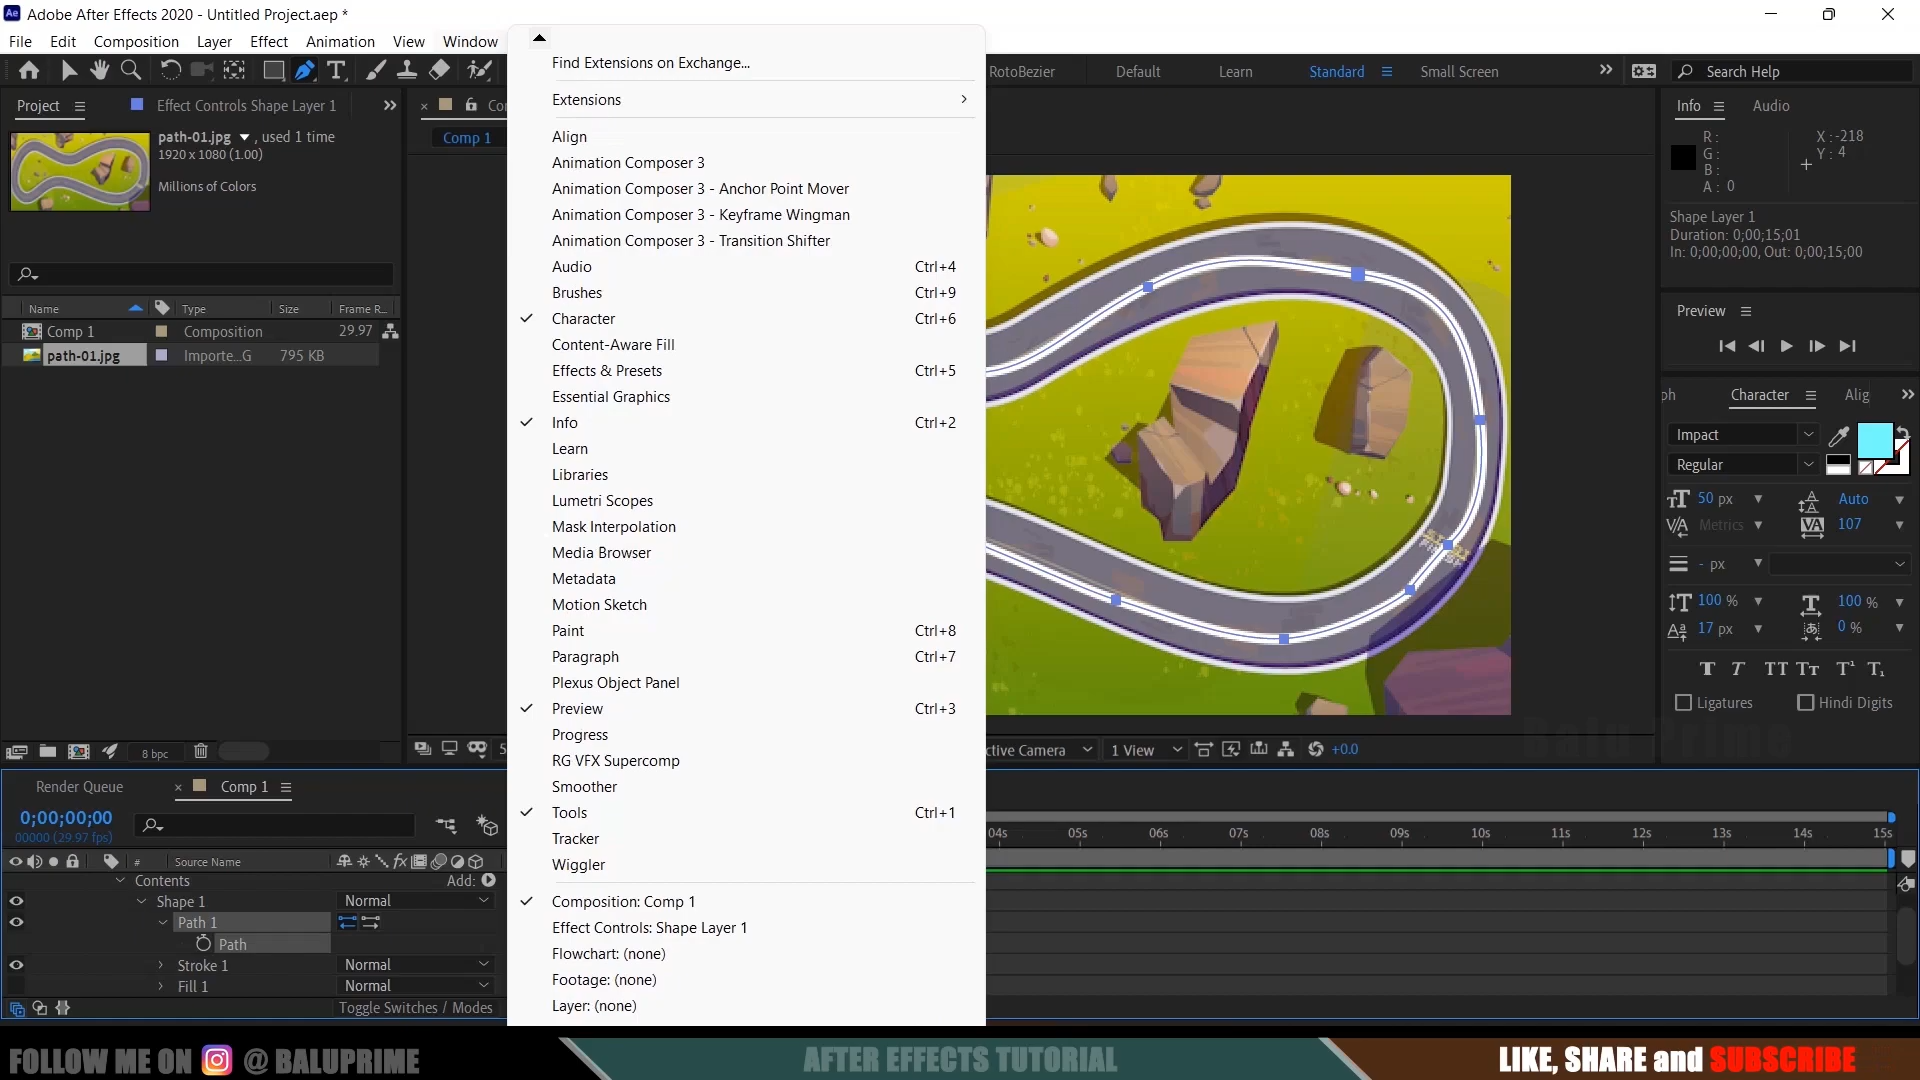 Adobe After Effects 2020 - Untitled Project.aep *
File Edit Composition Layer Effect Animation View Window
RotoBezier Default Learn Standard Small Screen Search Help
Project Effect Controls Shape Layer 1
path-01.jpg , used 1 time
1920 x 1080 (1.00)
Millions of Colors
Name Type Size Frame R...
Comp 1 Composition 29.97
path-01.jpg Importe...G 795 KB
8 bpc
Comp 1
Find Extensions on Exchange...
Extensions
Align
Animation Composer 3
Animation Composer 3 - Anchor Point Mover
Animation Composer 3 - Keyframe Wingman
Animation Composer 3 - Transition Shifter
Audio Ctrl+4
Brushes Ctrl+9
Character Ctrl+6
Content-Aware Fill
Effects & Presets Ctrl+5
Essential Graphics
Info Ctrl+2
Learn
Libraries
Lumetri Scopes
Mask Interpolation
Media Browser
Metadata
Motion Sketch
Paint Ctrl+8
Paragraph Ctrl+7
Plexus Object Panel
Preview Ctrl+3
Progress
RG VFX Supercomp
Smoother
Tools Ctrl+1
Tracker
Wiggler
Composition: Comp 1
Effect Controls: Shape Layer 1
Flowchart: (none)
Footage: (none)
Layer: (none)
ctive Camera 1 View +0.0
Info Audio
R :
G :
B :
A : 0
X : -218
Y : 4
Shape Layer 1
Duration: 0;00;15;01
In: 0;00;00;00, Out: 0;00;15;00
Preview
ph Character Alig
Impact
Regular
50 px Auto
Metrics 107
- px
100 % 100 %
17 px 0 %
Ligatures Hindi Digits
Balu Prime
Render Queue Comp 1
0;00;00;00
00000 (29.97 fps)
# Source Name
Contents Add:
Shape 1 Normal
Path 1
Path
Stroke 1 Normal
Fill 1 Normal
Toggle Switches / Modes
04s 05s 06s 07s 08s 09s 10s 11s 12s 13s 14s 15s
FOLLOW ME ON @ BALUPRIME
AFTER EFFECTS TUTORIAL
LIKE, SHARE and SUBSCRIBE